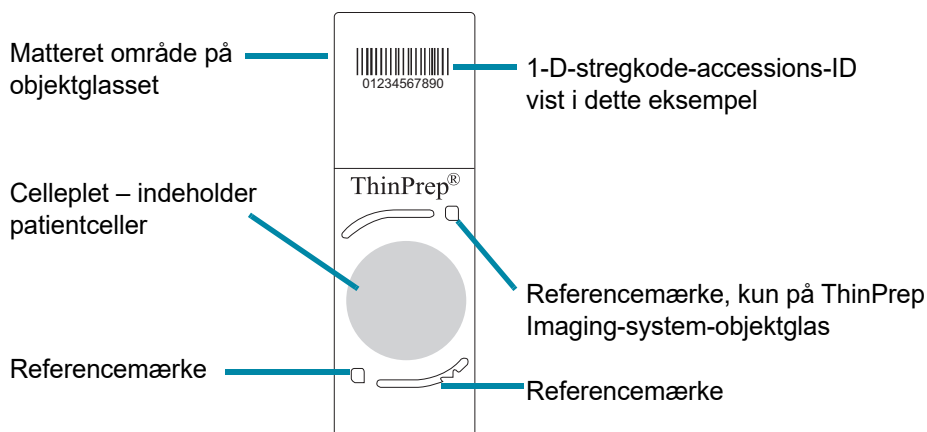 Matteret område på
objektglasset
01234567890
1-D-stregkode-accessions-ID
vist i dette eksempel
ThinPrep®
Celleplet – indeholder
patientceller
Referencemærke, kun på ThinPrep
Imaging-system-objektglas
Referencemærke
Referencemærke